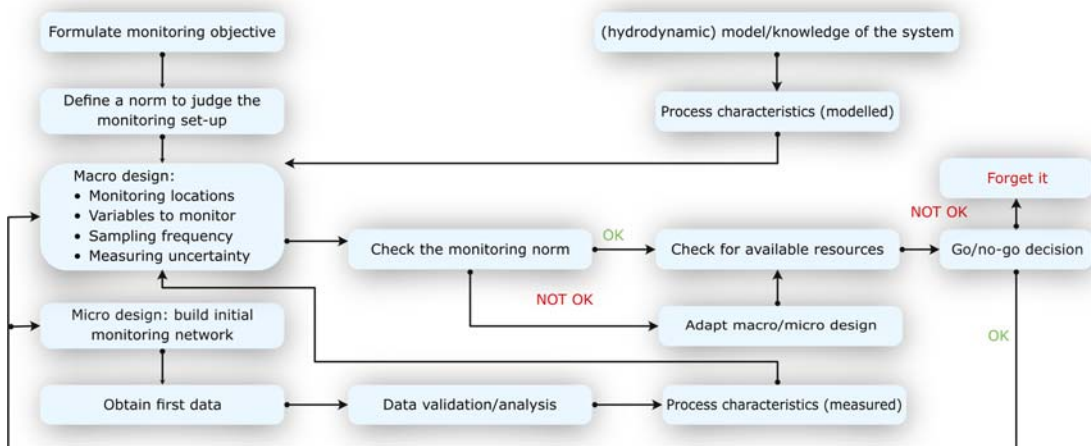 Formulate monitoring objective
(hydrodynamic) model/knowledge of the system
Define a norm to judge the
monitoring set-up
Process characteristics (modelled)
Macro design:
• Monitoring locations
• Variables to monitor
• Sampling frequency
• Measuring uncertainty
Forget it
NOT OK
Check the monitoring norm
OK
Check for available resources
Go/no-go decision
NOT OK
Micro design: build initial
monitoring network
Adapt macro/micro design
OK
Obtain first data
Data validation/analysis
Process characteristics (measured)